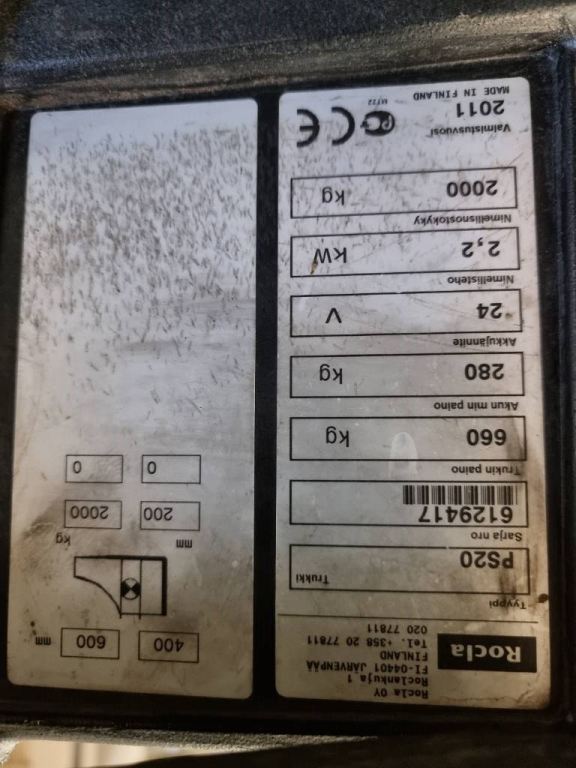 Rocla
Rocla OY
Roclankuja 1
FI-04401 JÄRVENPÄÄ
FINLAND
Tel. +358 20 77811
020 77811
Tyyppi
PS20 Trukki
Sarja nro
6129417
Trukin paino
660 kg
Akun min paino
280 kg
Akkujännite
24 V
Nimellisteho
2,2 kW
Nimellisnostokyky
2000 kg
Valmistusvuosi
2011
MADE IN FINLAND
CE
MT22
400 600 mm
mm kg
200 2000
0 0